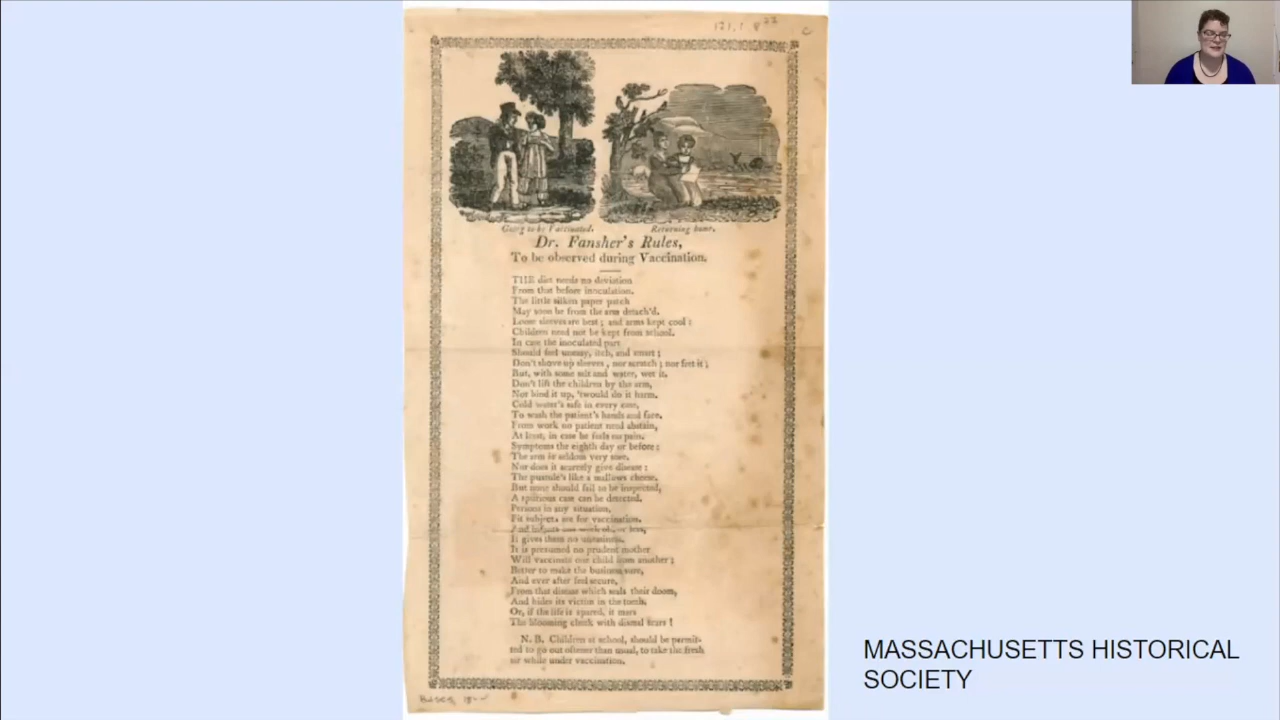 Going to be Vaccinated.
Returning home.
Dr. Fansher's Rules,
To be observed during Vaccination.
THE diet needs no deviation
From that before inoculation.
The little silken paper patch
May soon be from the arm detach'd.
Loose sleeves are best ; and arms kept cool :
Children need not be kept from school.
In case the inoculated part
Should feel uneasy, itch, and smart ;
Don't shove up sleeves , nor scratch ; nor fret it ;
But, with some salt and water, wet it.
Don't lift the children by the arm,
Nor bind it up, 'twould do it harm.
Cold water's safe in every case,
To wash the patient's hands and face.
From work no patient need abstain,
At least, in case he feels no pain.
Symptoms the eighth day or before :
The arm is seldom very sore.
Nor does it scarcely give disease :
The pustule's like a mallows cheese.
But none should fail to be inspected,
A spurious case can be detected.
Persons in any situation,
Fit subjects are for vaccination.
And infants one week old, or less,
It gives them no uneasiness.
It is presumed no prudent mother
Will vaccinate one child from another ;
Better to make the business sure,
And ever after feel secure,
From that disease which seals their doom,
And hides its victim in the tomb.
Or, if the life is spared, it mars
The blooming cheek with dismal scars !
N. B. Children at school, should be permit-
ted to go out oftener than usual, to take the fresh
air while under vaccination.
MASSACHUSETTS HISTORICAL
SOCIETY